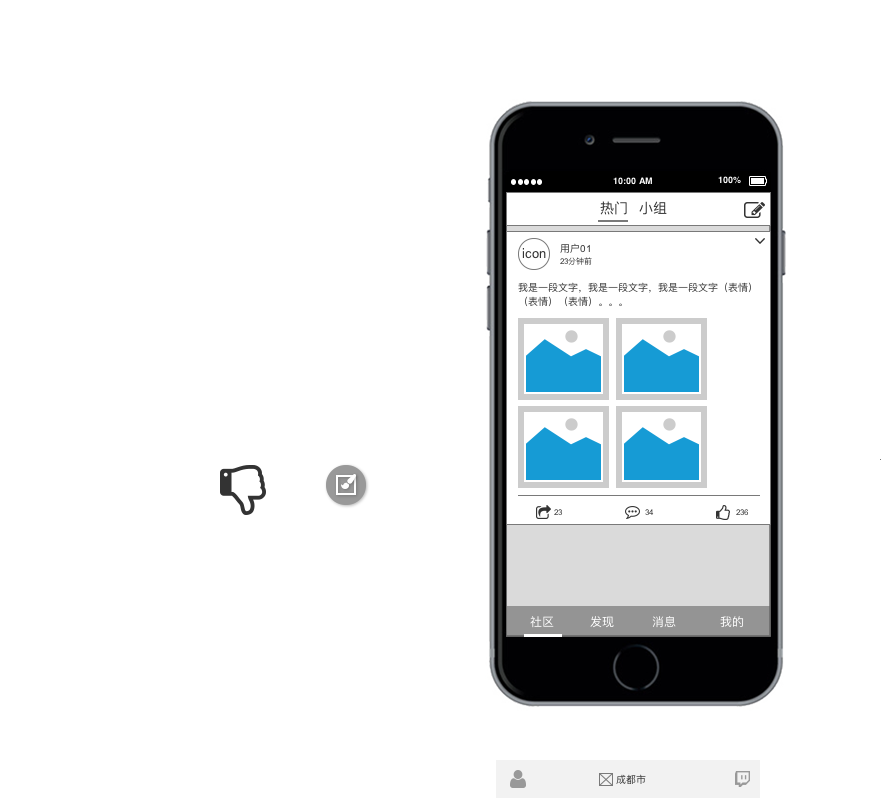 10:00 AM
100%
热门 小组
icon
用户01
23分钟前
我是一段文字，我是一段文字，我是一段文字（表情）
（表情）（表情）。。。
23
34
236
社区 发现 消息 我的
成都市